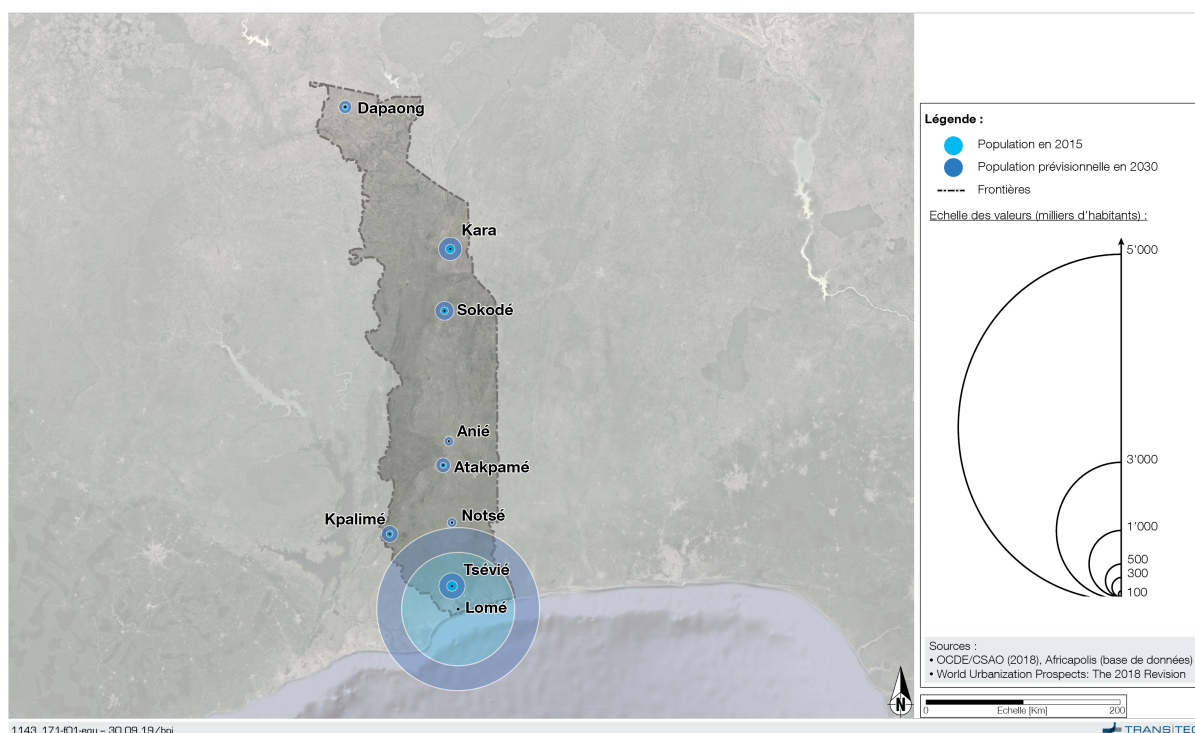 Dapaong
Kara
Sokodé
Anié
Atakpamé
Notsé
Kpalimé
Tsévié
Lomé
Légende :
Population en 2015
Population prévisionnelle en 2030
Frontières
Echelle des valeurs (milliers d'habitants) :
5'000
3'000
1'000
500
300
100
Sources :
• OCDE/CSAO (2018), Africapolis (base de données)
• World Urbanization Prospects: The 2018 Revision
N
0 Echelle [Km] 200
1143_171-f01-egu – 30.09.19/bnj
TRANSITEC